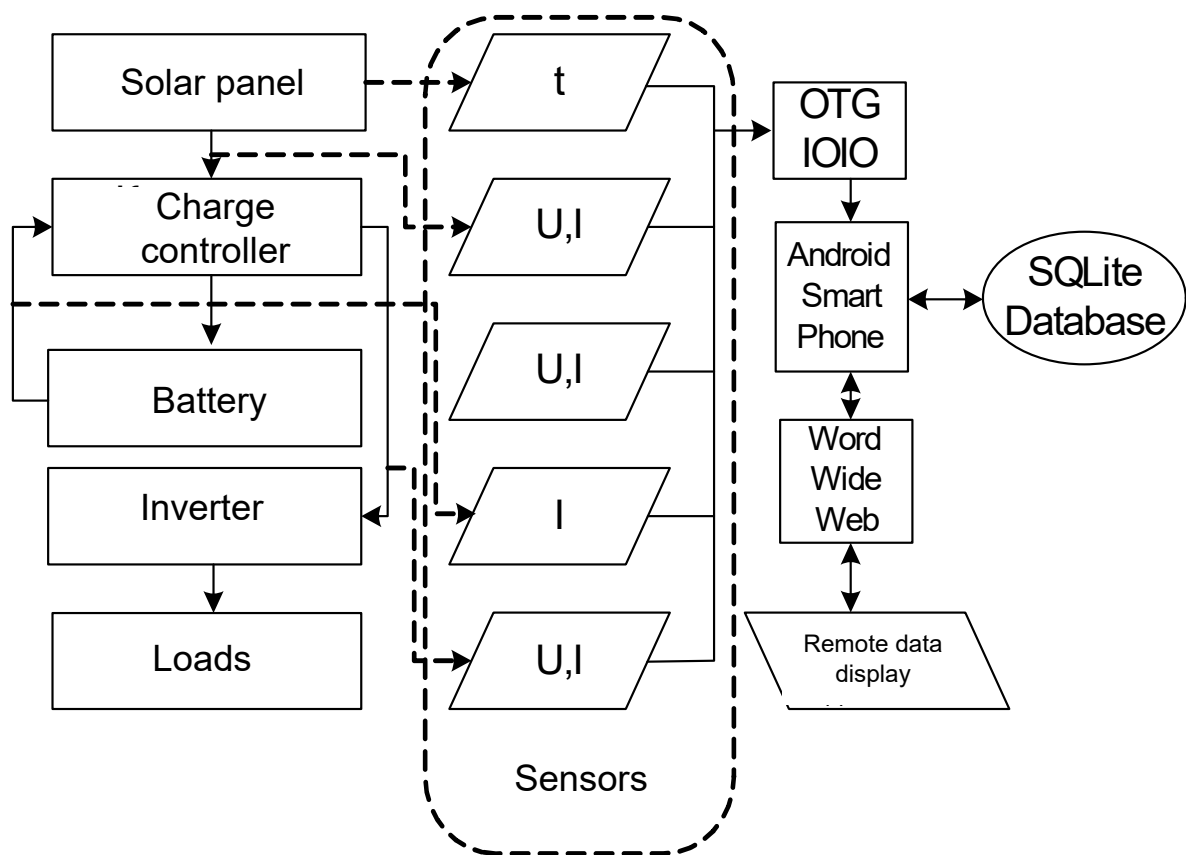 Solar panel
Charge
controller
Battery
Inverter
Loads
t
U,I
U,I
I
U,I
Sensors
OTG
IOIO
Android
Smart
Phone
SQLite
Database
Word
Wide
Web
Remote data
display